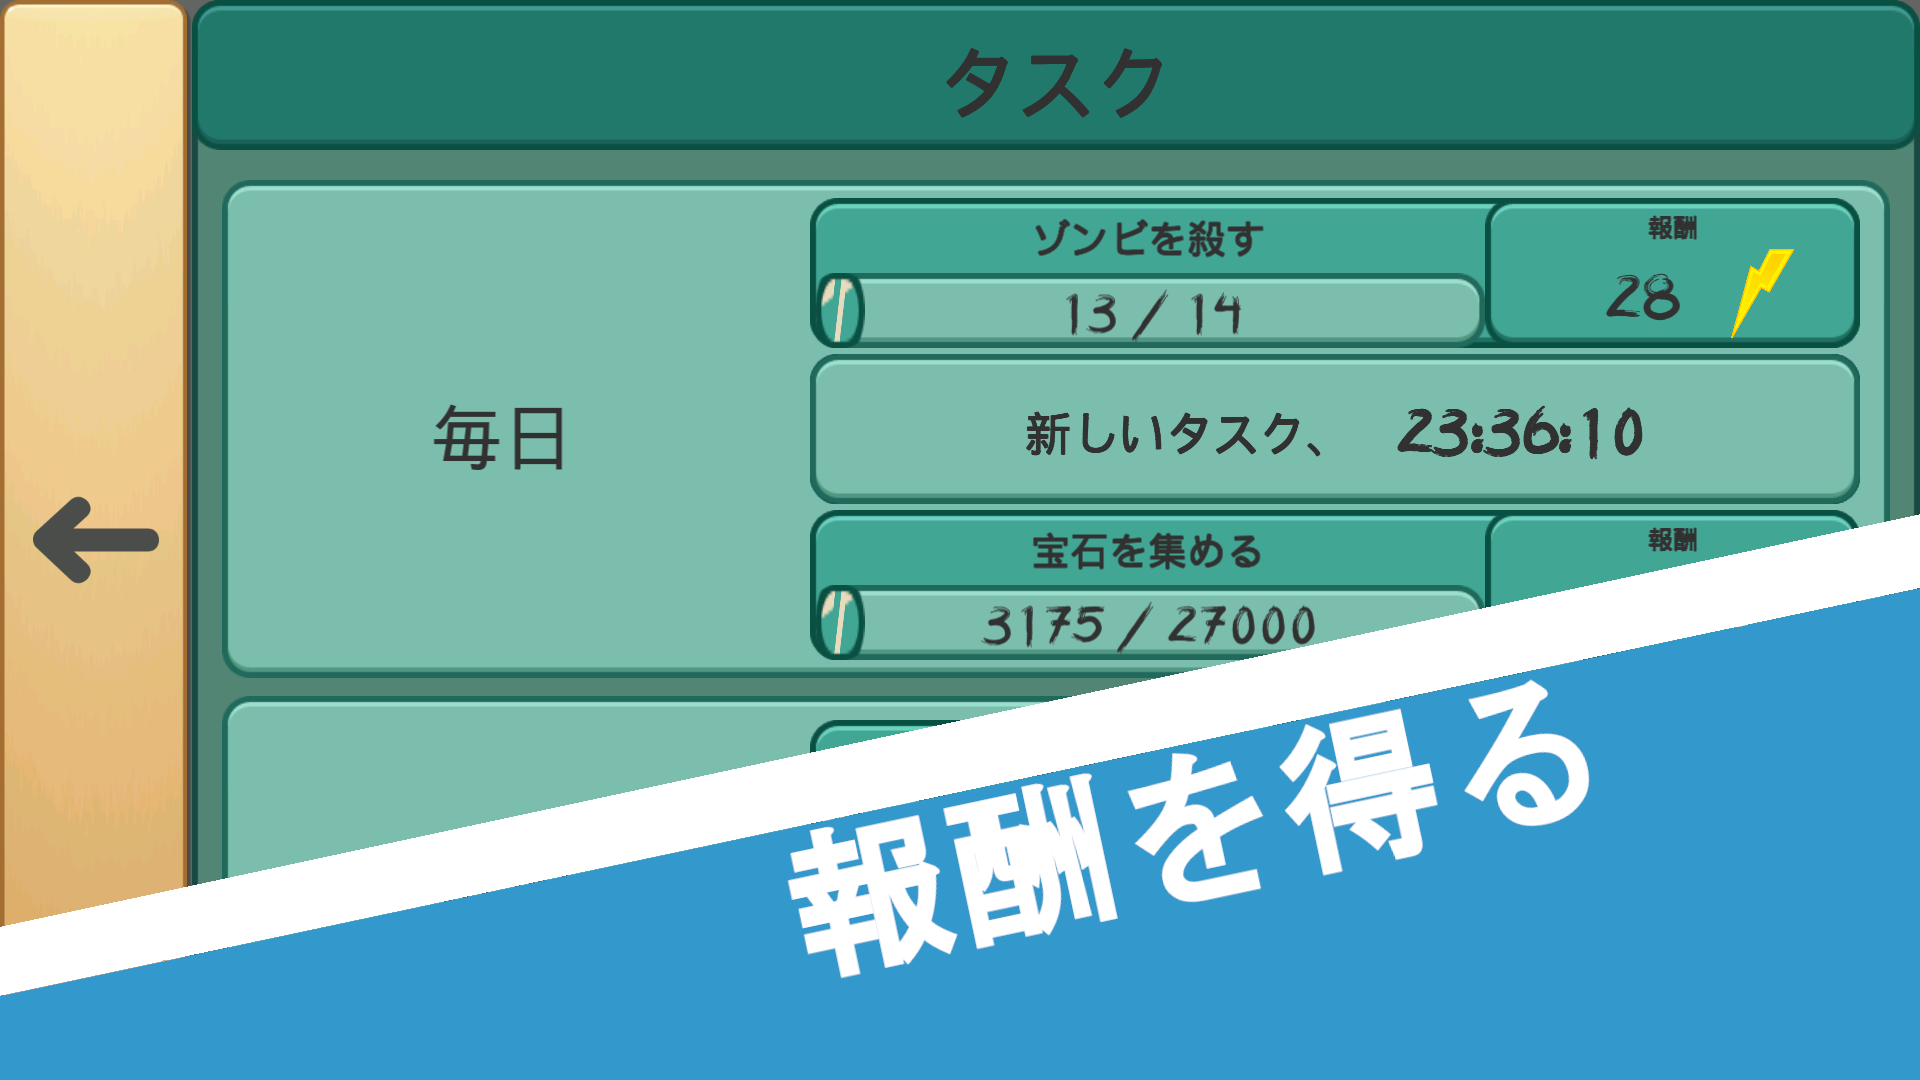 タスク
毎日
ゾンビを殺す
13 / 14
報酬
28
新しいタスク、 23:36:10
宝石を集める
3175 / 27000
報酬
報酬を得る